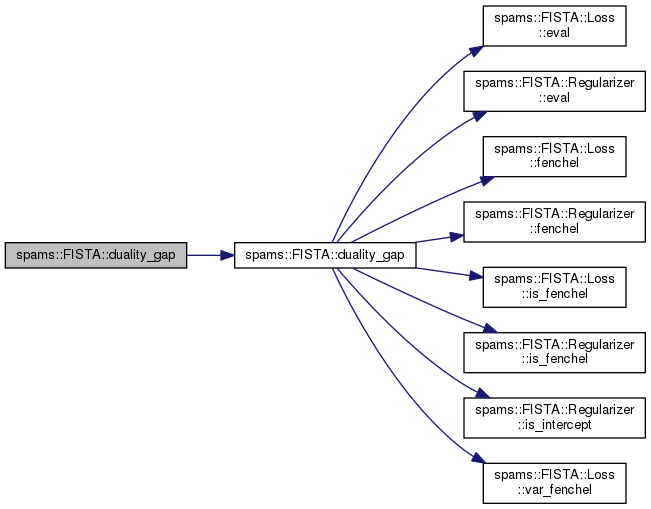 spams::FISTA::duality_gap
spams::FISTA::duality_gap
spams::FISTA::Loss
::eval
spams::FISTA::Regularizer
::eval
spams::FISTA::Loss
::fenchel
spams::FISTA::Regularizer
::fenchel
spams::FISTA::Loss
::is_fenchel
spams::FISTA::Regularizer
::is_fenchel
spams::FISTA::Regularizer
::is_intercept
spams::FISTA::Loss
::var_fenchel